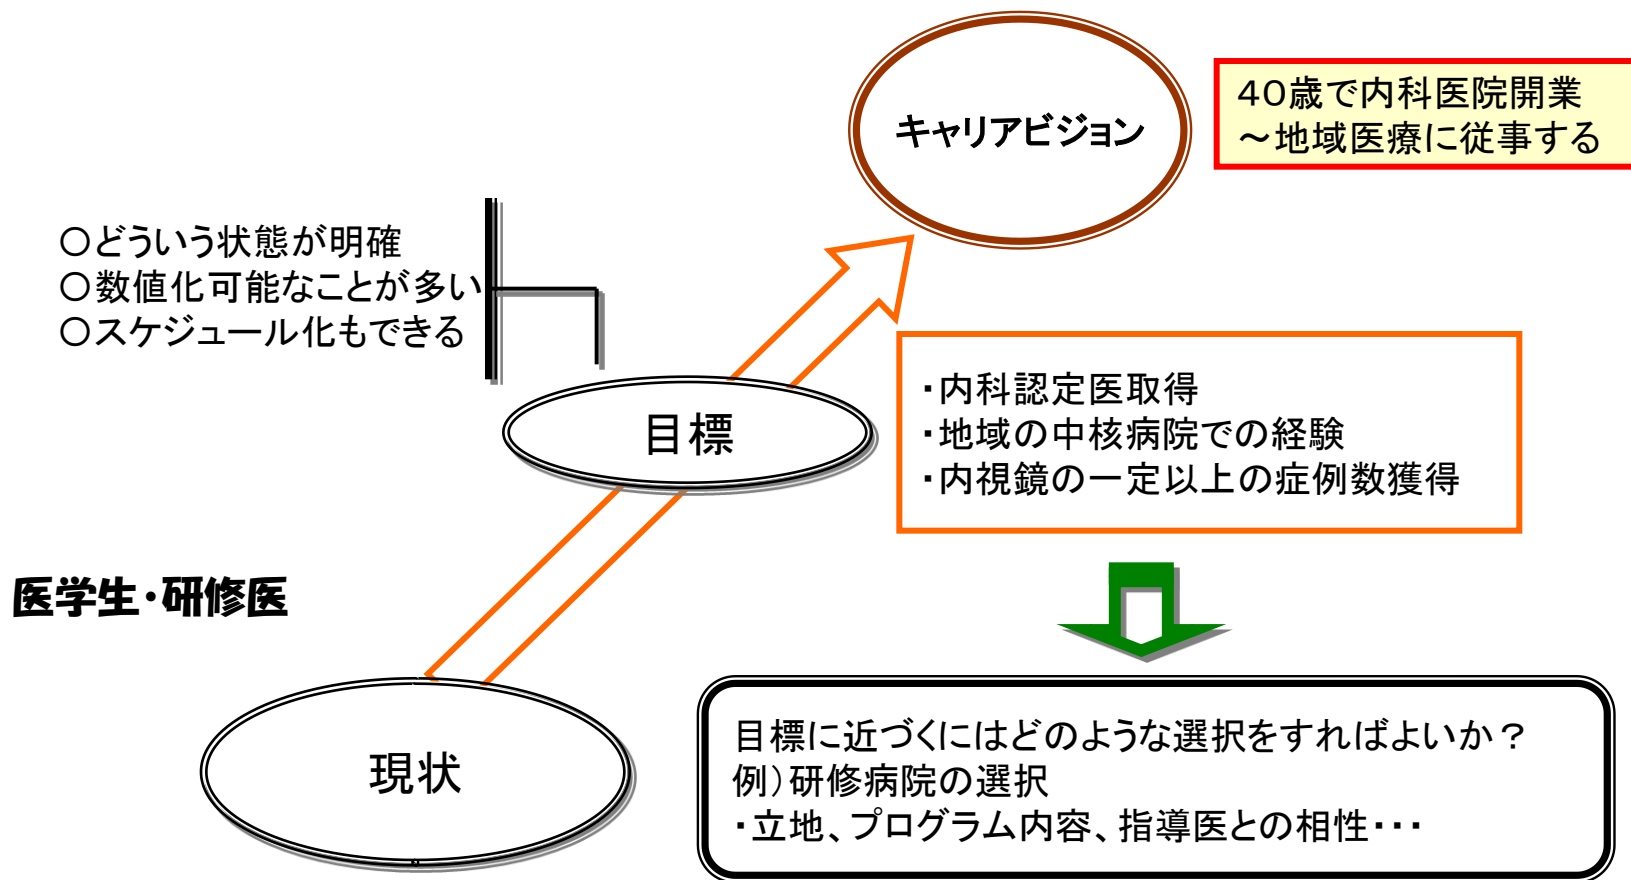 キャリアビジョン
４０歳で内科医院開業
～地域医療に従事する
○どういう状態が明確
○数値化可能なことが多い
○スケジュール化もできる
目標
・内科認定医取得
・地域の中核病院での経験
・内視鏡の一定以上の症例数獲得
医学生・研修医
現状
目標に近づくにはどのような選択をすればよいか？
例）研修病院の選択
・立地、プログラム内容、指導医との相性・・・